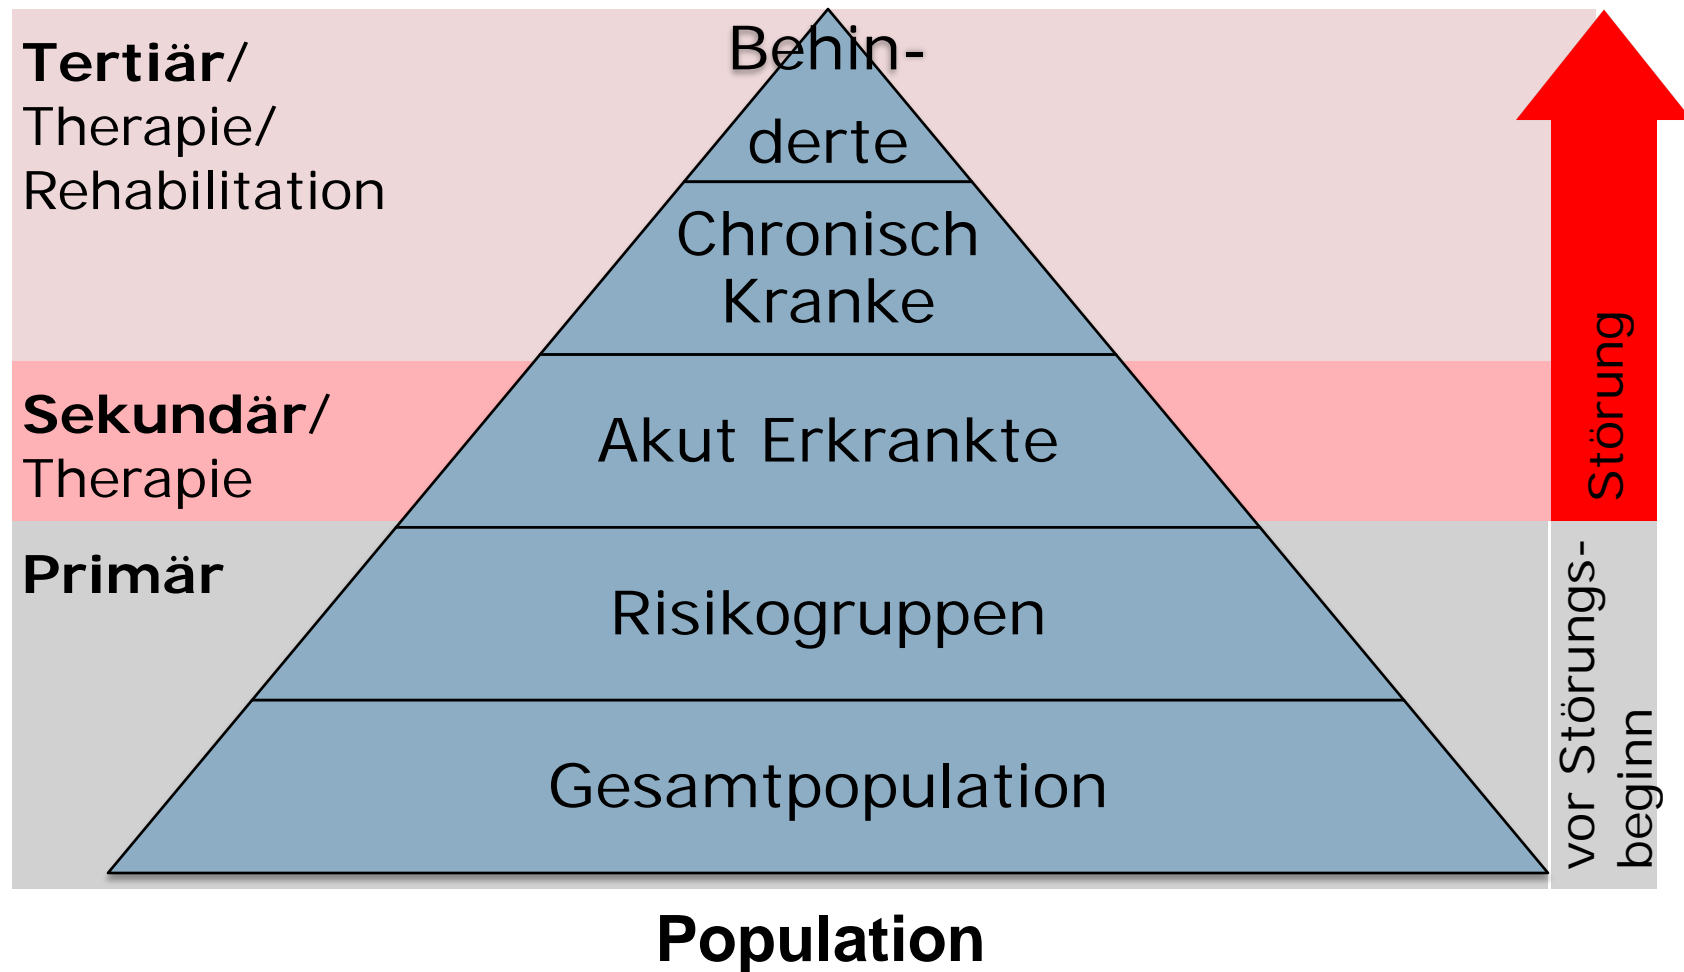 Tertiär/
Therapie/
Rehabilitation
Behin-
derte
Chronisch
Kranke
Sekundär/
Therapie
Akut Erkrankte
Störung
Primär
Risikogruppen
Gesamtpopulation
vor Störungs-
beginn
Population